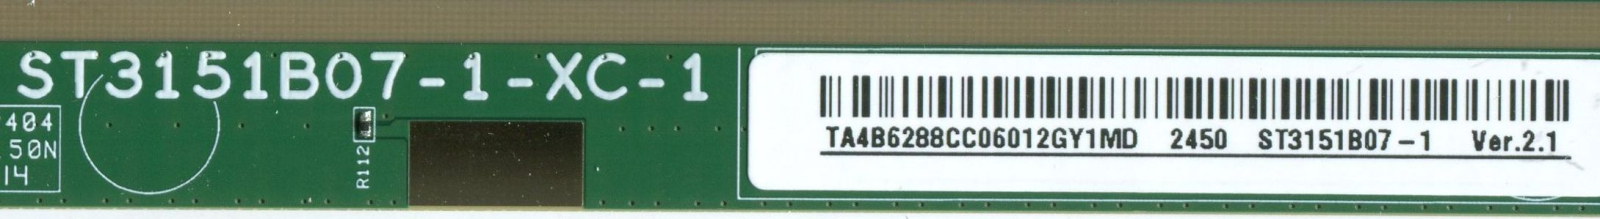 ST3151B07-1-XC-1
404
50N
14
R112
TA4B6288CC06012GY1MD 2450 ST3151B07-1 Ver.2.1